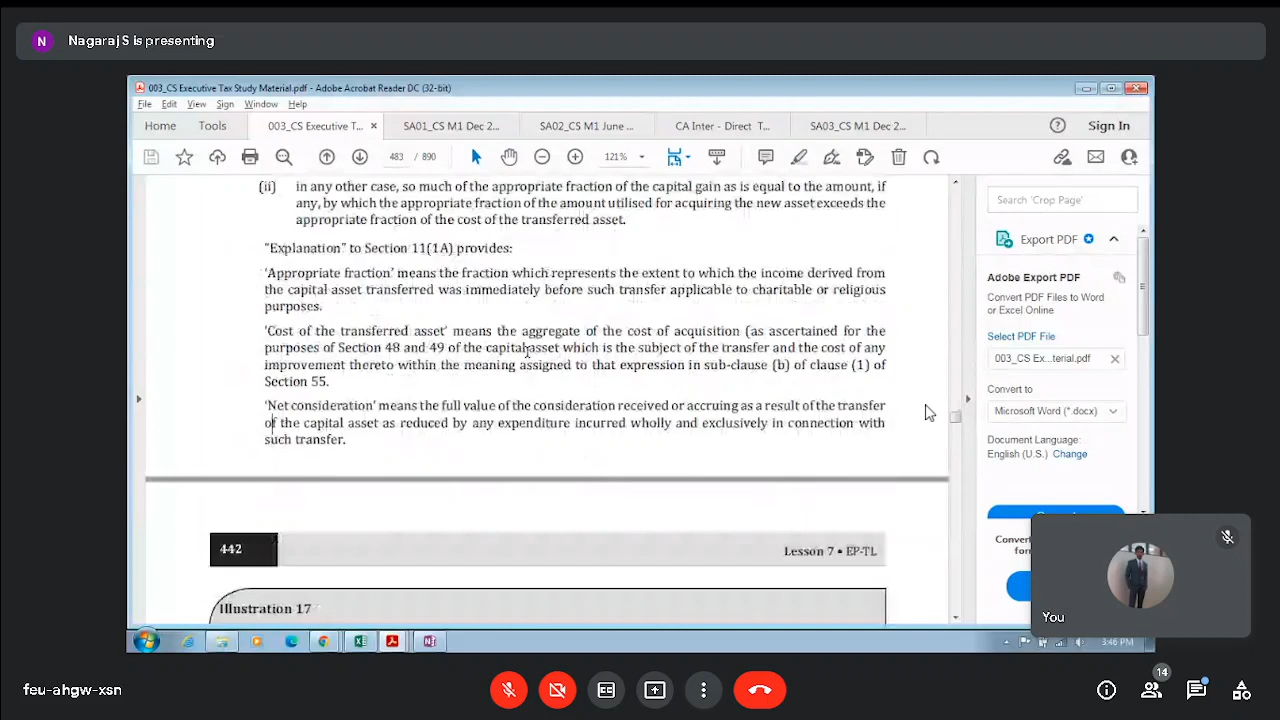 N Nagaraj S is presenting
003_CS Executive Tax Study Material.pdf - Adobe Acrobat Reader DC (32-bit)
File Edit View Sign Window Help
Home Tools 003_CS Executive T... × SA01_CS M1 Dec 2... SA02_CS M1 June ... CA Inter - Direct T... SA03_CS M1 Dec 2... Sign In
483 / 890 121%
(ii) in any other case, so much of the appropriate fraction of the capital gain as is equal to the amount, if
any, by which the appropriate fraction of the amount utilised for acquiring the new asset exceeds the
appropriate fraction of the cost of the transferred asset.
"Explanation" to Section 11(1A) provides:
'Appropriate fraction' means the fraction which represents the extent to which the income derived from
the capital asset transferred was immediately before such transfer applicable to charitable or religious
purposes.
'Cost of the transferred asset' means the aggregate of the cost of acquisition (as ascertained for the
purposes of Section 48 and 49 of the capital asset which is the subject of the transfer and the cost of any
improvement thereto within the meaning assigned to that expression in sub-clause (b) of clause (1) of
Section 55.
'Net consideration' means the full value of the consideration received or accruing as a result of the transfer
of the capital asset as reduced by any expenditure incurred wholly and exclusively in connection with
such transfer.
442 Lesson 7 • EP-TL
Illustration 17
Search 'Crop Page'
Export PDF
Adobe Export PDF
Convert PDF Files to Word
or Excel Online
Select PDF File
003_CS Ex...terial.pdf ×
Convert to
Microsoft Word (*.docx)
Document Language:
English (U.S.) Change
You
3:46 PM
feu-ahgw-xsn
14